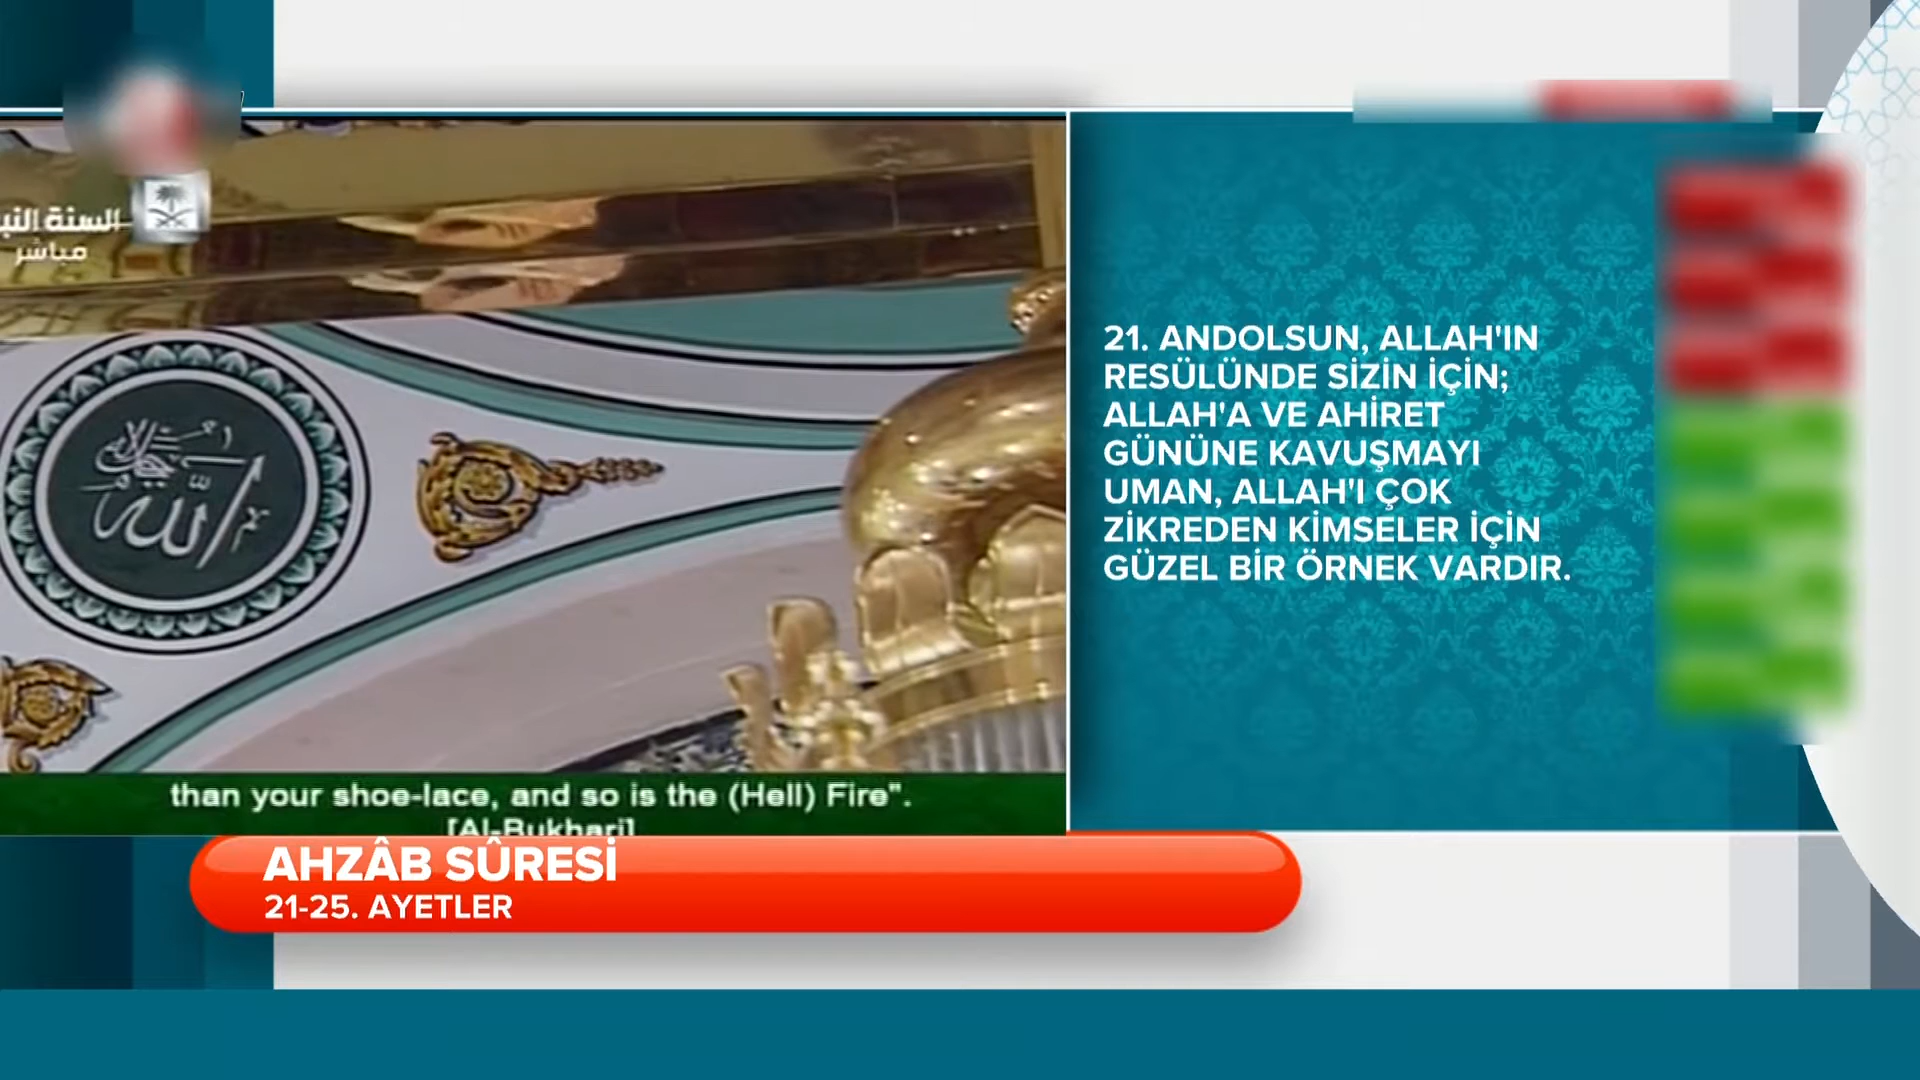 السنة النب
مباشر
الله
than your shoe-lace, and so is the (Hell) Fire".
[Al-Bukhari]
21. ANDOLSUN, ALLAH'IN
RESÜLÜNDE SİZİN İÇİN;
ALLAH'A VE AHİRET
GÜNÜNE KAVUŞMAYI
UMAN, ALLAH'I ÇOK
ZİKREDEN KİMSELER İÇİN
GÜZEL BİR ÖRNEK VARDIR.
AHZÂB SÛRESİ
21-25. AYETLER